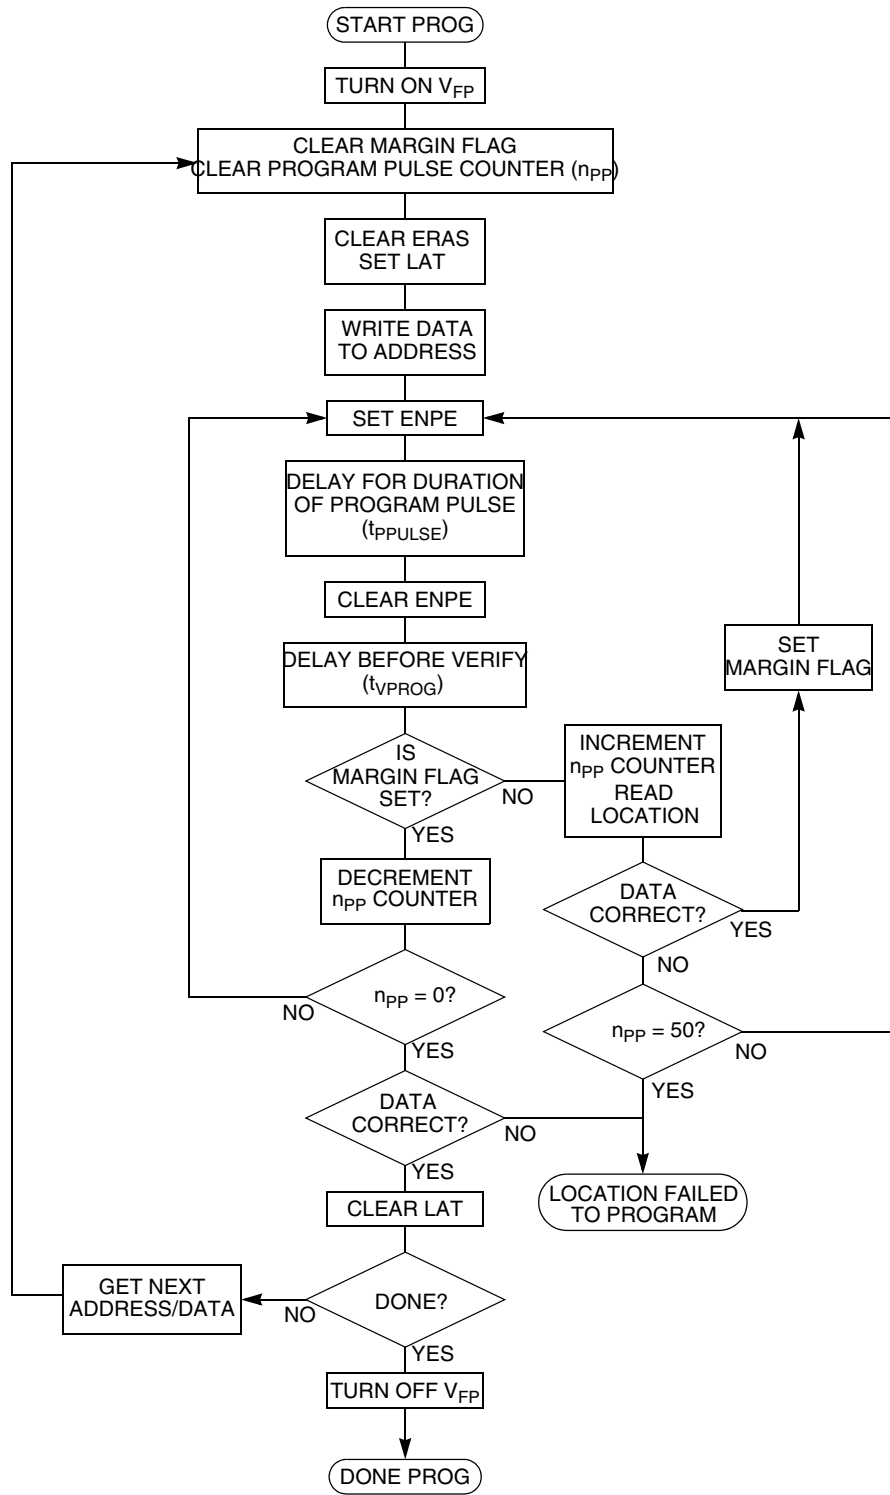 START PROG
TURN ON VFP
CLEAR MARGIN FLAG
CLEAR PROGRAM PULSE COUNTER (nPP)
CLEAR ERAS
SET LAT
WRITE DATA
TO ADDRESS
SET ENPE
DELAY FOR DURATION
OF PROGRAM PULSE
(tPPULSE)
CLEAR ENPE
DELAY BEFORE VERIFY
(tVPROG)
IS
MARGIN FLAG
SET?
NO
YES
INCREMENT
nPP COUNTER
READ
LOCATION
SET
MARGIN FLAG
DECREMENT
nPP COUNTER
DATA
CORRECT?
YES
NO
nPP = 0?
NO
YES
nPP = 50?
NO
YES
DATA
CORRECT?
NO
YES
LOCATION FAILED
TO PROGRAM
CLEAR LAT
GET NEXT
ADDRESS/DATA
DONE?
NO
YES
TURN OFF VFP
DONE PROG